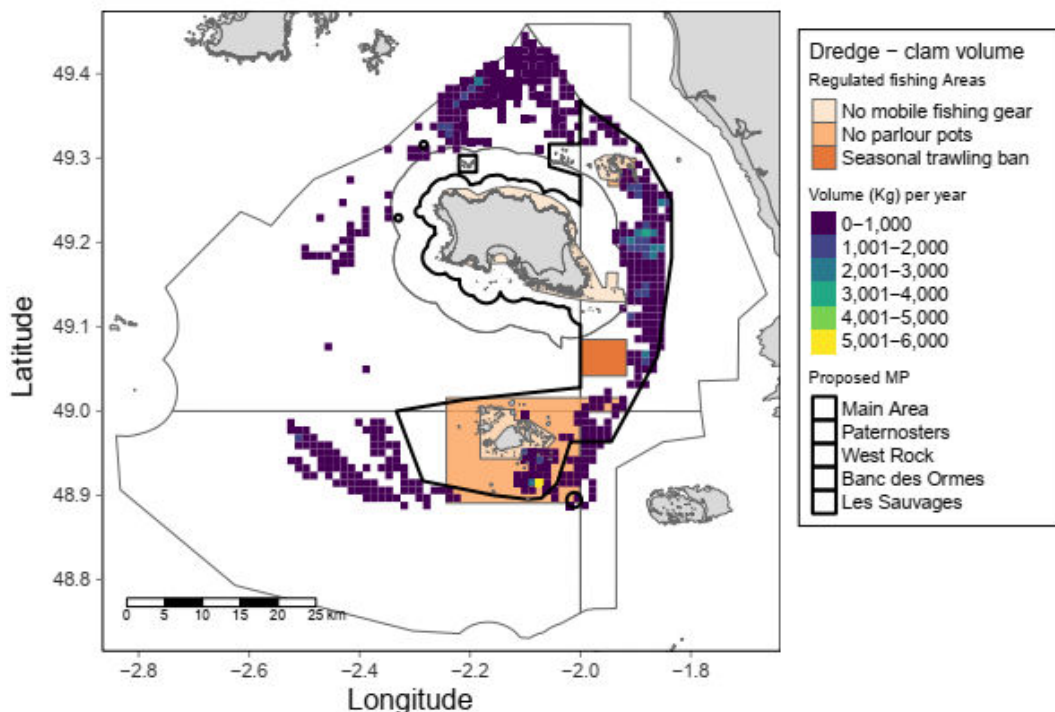 Dredge − clam volume
Regulated fishing Areas
No mobile fishing gear
No parlour pots
Seasonal trawling ban
Volume (Kg) per year
0−1,000
1,001−2,000
2,001−3,000
3,001−4,000
4,001−5,000
5,001−6,000
Proposed MP
Main Area
Paternosters
West Rock
Banc des Ormes
Les Sauvages
Latitude
49.4
49.3
49.2
49.1
49.0
48.9
48.8
0 5 10 15 20 25 km
−2.8 −2.6 −2.4 −2.2 −2.0 −1.8
Longitude